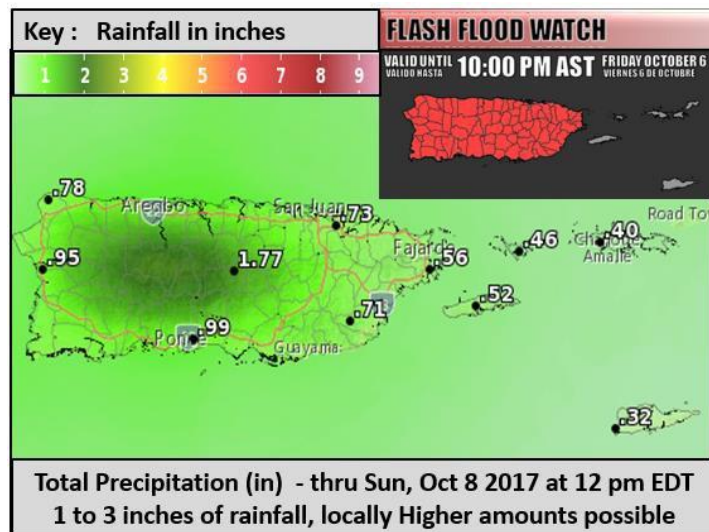 Key : Rainfall in inches
1 2 3 4 5 6 7 8 9
FLASH FLOOD WATCH
VALID UNTIL 10:00 PM AST FRIDAY OCTOBER 6
VALIDO HASTA VIERNES 6 DE OCTUBRE
.78
Arecibo
San Juan
.73
Road Tow
.40
.46
Amalie
.95
1.77
Fajardo
.56
.52
.71
.99
Ponce
Guayama
.32
Total Precipitation (in) - thru Sun, Oct 8 2017 at 12 pm EDT
1 to 3 inches of rainfall, locally Higher amounts possible